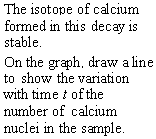 The isotope of calcium
formed in this decay is
stable.
On the graph, draw a line
to show the variation
with time t of the
number of calcium
nuclei in the sample.